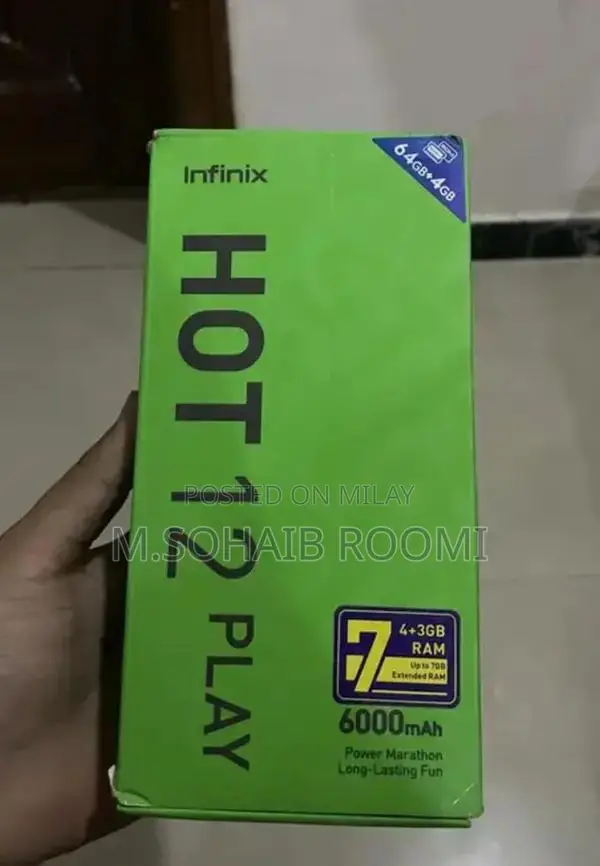 Infinix
64GB+4GB
HOT 12 PLAY
POSTED ON MILAY
M.SOHAIB ROOMI
7
4+3GB
RAM
Up to 7GB
Extended RAM
6000mAh
Power Marathon
Long-Lasting Fun